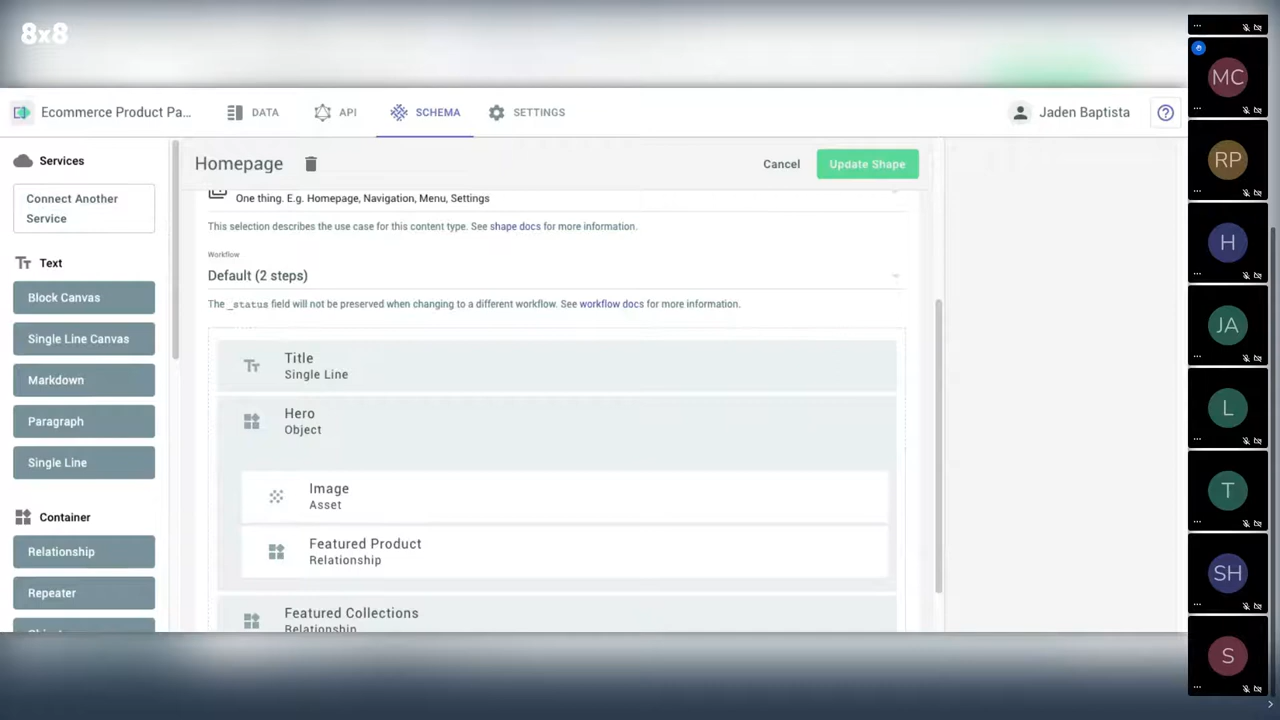 8x8
Ecommerce Product Pa...
DATA
API
SCHEMA
SETTINGS
Jaden Baptista
Services
Connect Another
Service
Text
Block Canvas
Single Line Canvas
Markdown
Paragraph
Single Line
Container
Relationship
Repeater
Homepage
Cancel
Update Shape
One thing. E.g. Homepage, Navigation, Menu, Settings
This selection describes the use case for this content type. See shape docs for more information.
Workflow
Default (2 steps)
The _status field will not be preserved when changing to a different workflow. See workflow docs for more information.
Title
Single Line
Hero
Object
Image
Asset
Featured Product
Relationship
Featured Collections
Relationship
MC
RP
H
JA
L
T
SH
S